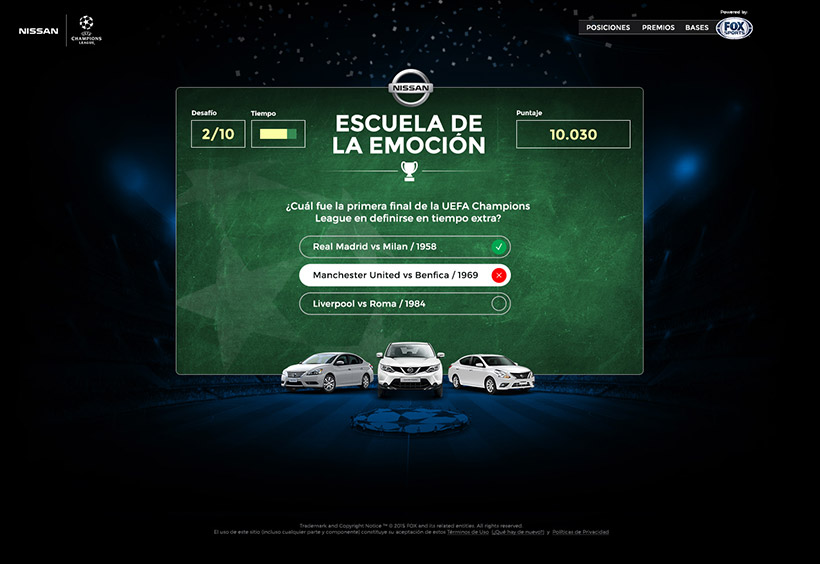 Powered by:
NISSAN
UEFA
CHAMPIONS
LEAGUE
POSICIONES PREMIOS BASES
FOX
SPORTS
NISSAN
Desafío Tiempo Puntaje
2/10 10.030
ESCUELA DE
LA EMOCIÓN
¿Cuál fue la primera final de la UEFA Champions
League en definirse en tiempo extra?
Real Madrid vs Milan / 1958
Manchester United vs Benfica / 1969
Liverpool vs Roma / 1984
Trademark and Copyright Notice ™ © 2015 FOX and its related entities. All rights reserved.
El uso de este sitio (incluso cualquier parte y componente) constituye su aceptación de estos Términos de Uso (¿Qué hay de nuevo?) y Políticas de Privacidad